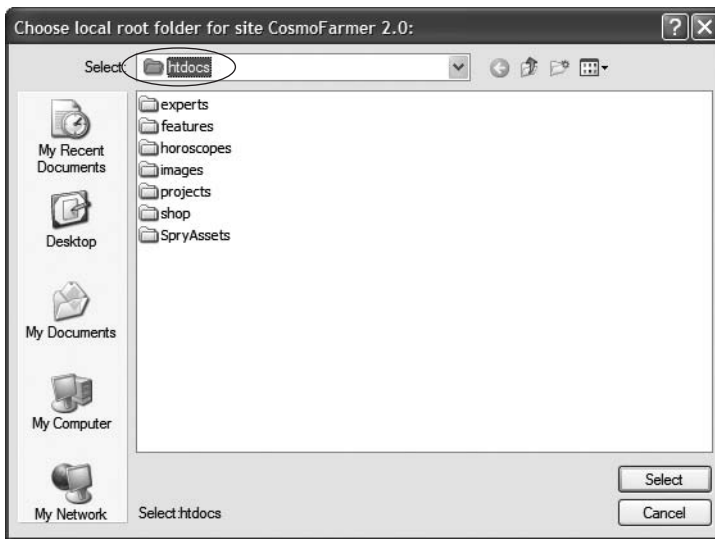 Choose local root folder for site CosmoFarmer 2.0:
Select: htdocs
My Recent
Documents
Desktop
My Documents
My Computer
My Network
experts
features
horoscopes
images
projects
shop
SpryAssets
Select:htdocs
Select
Cancel